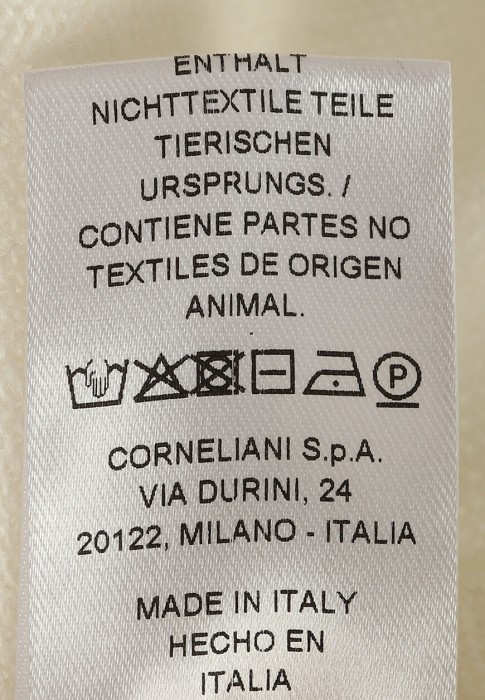 ENTHALT
NICHTTEXTILE TEILE
TIERISCHEN
URSPRUNGS. /
CONTIENE PARTES NO
TEXTILES DE ORIGEN
ANIMAL.
P
CORNELIANI S.p.A.
VIA DURINI, 24
20122, MILANO - ITALIA
MADE IN ITALY
HECHO EN
ITALIA